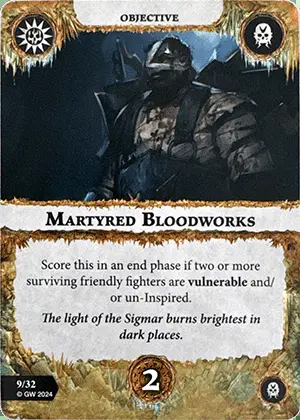 OBJECTIVE
MARTYRED BLOODWORKS
Score this in an end phase if two or more
surviving friendly fighters are vulnerable and/
or un-Inspired.
The light of the Sigmar burns brightest in
dark places.
9/32
© GW 2024
2